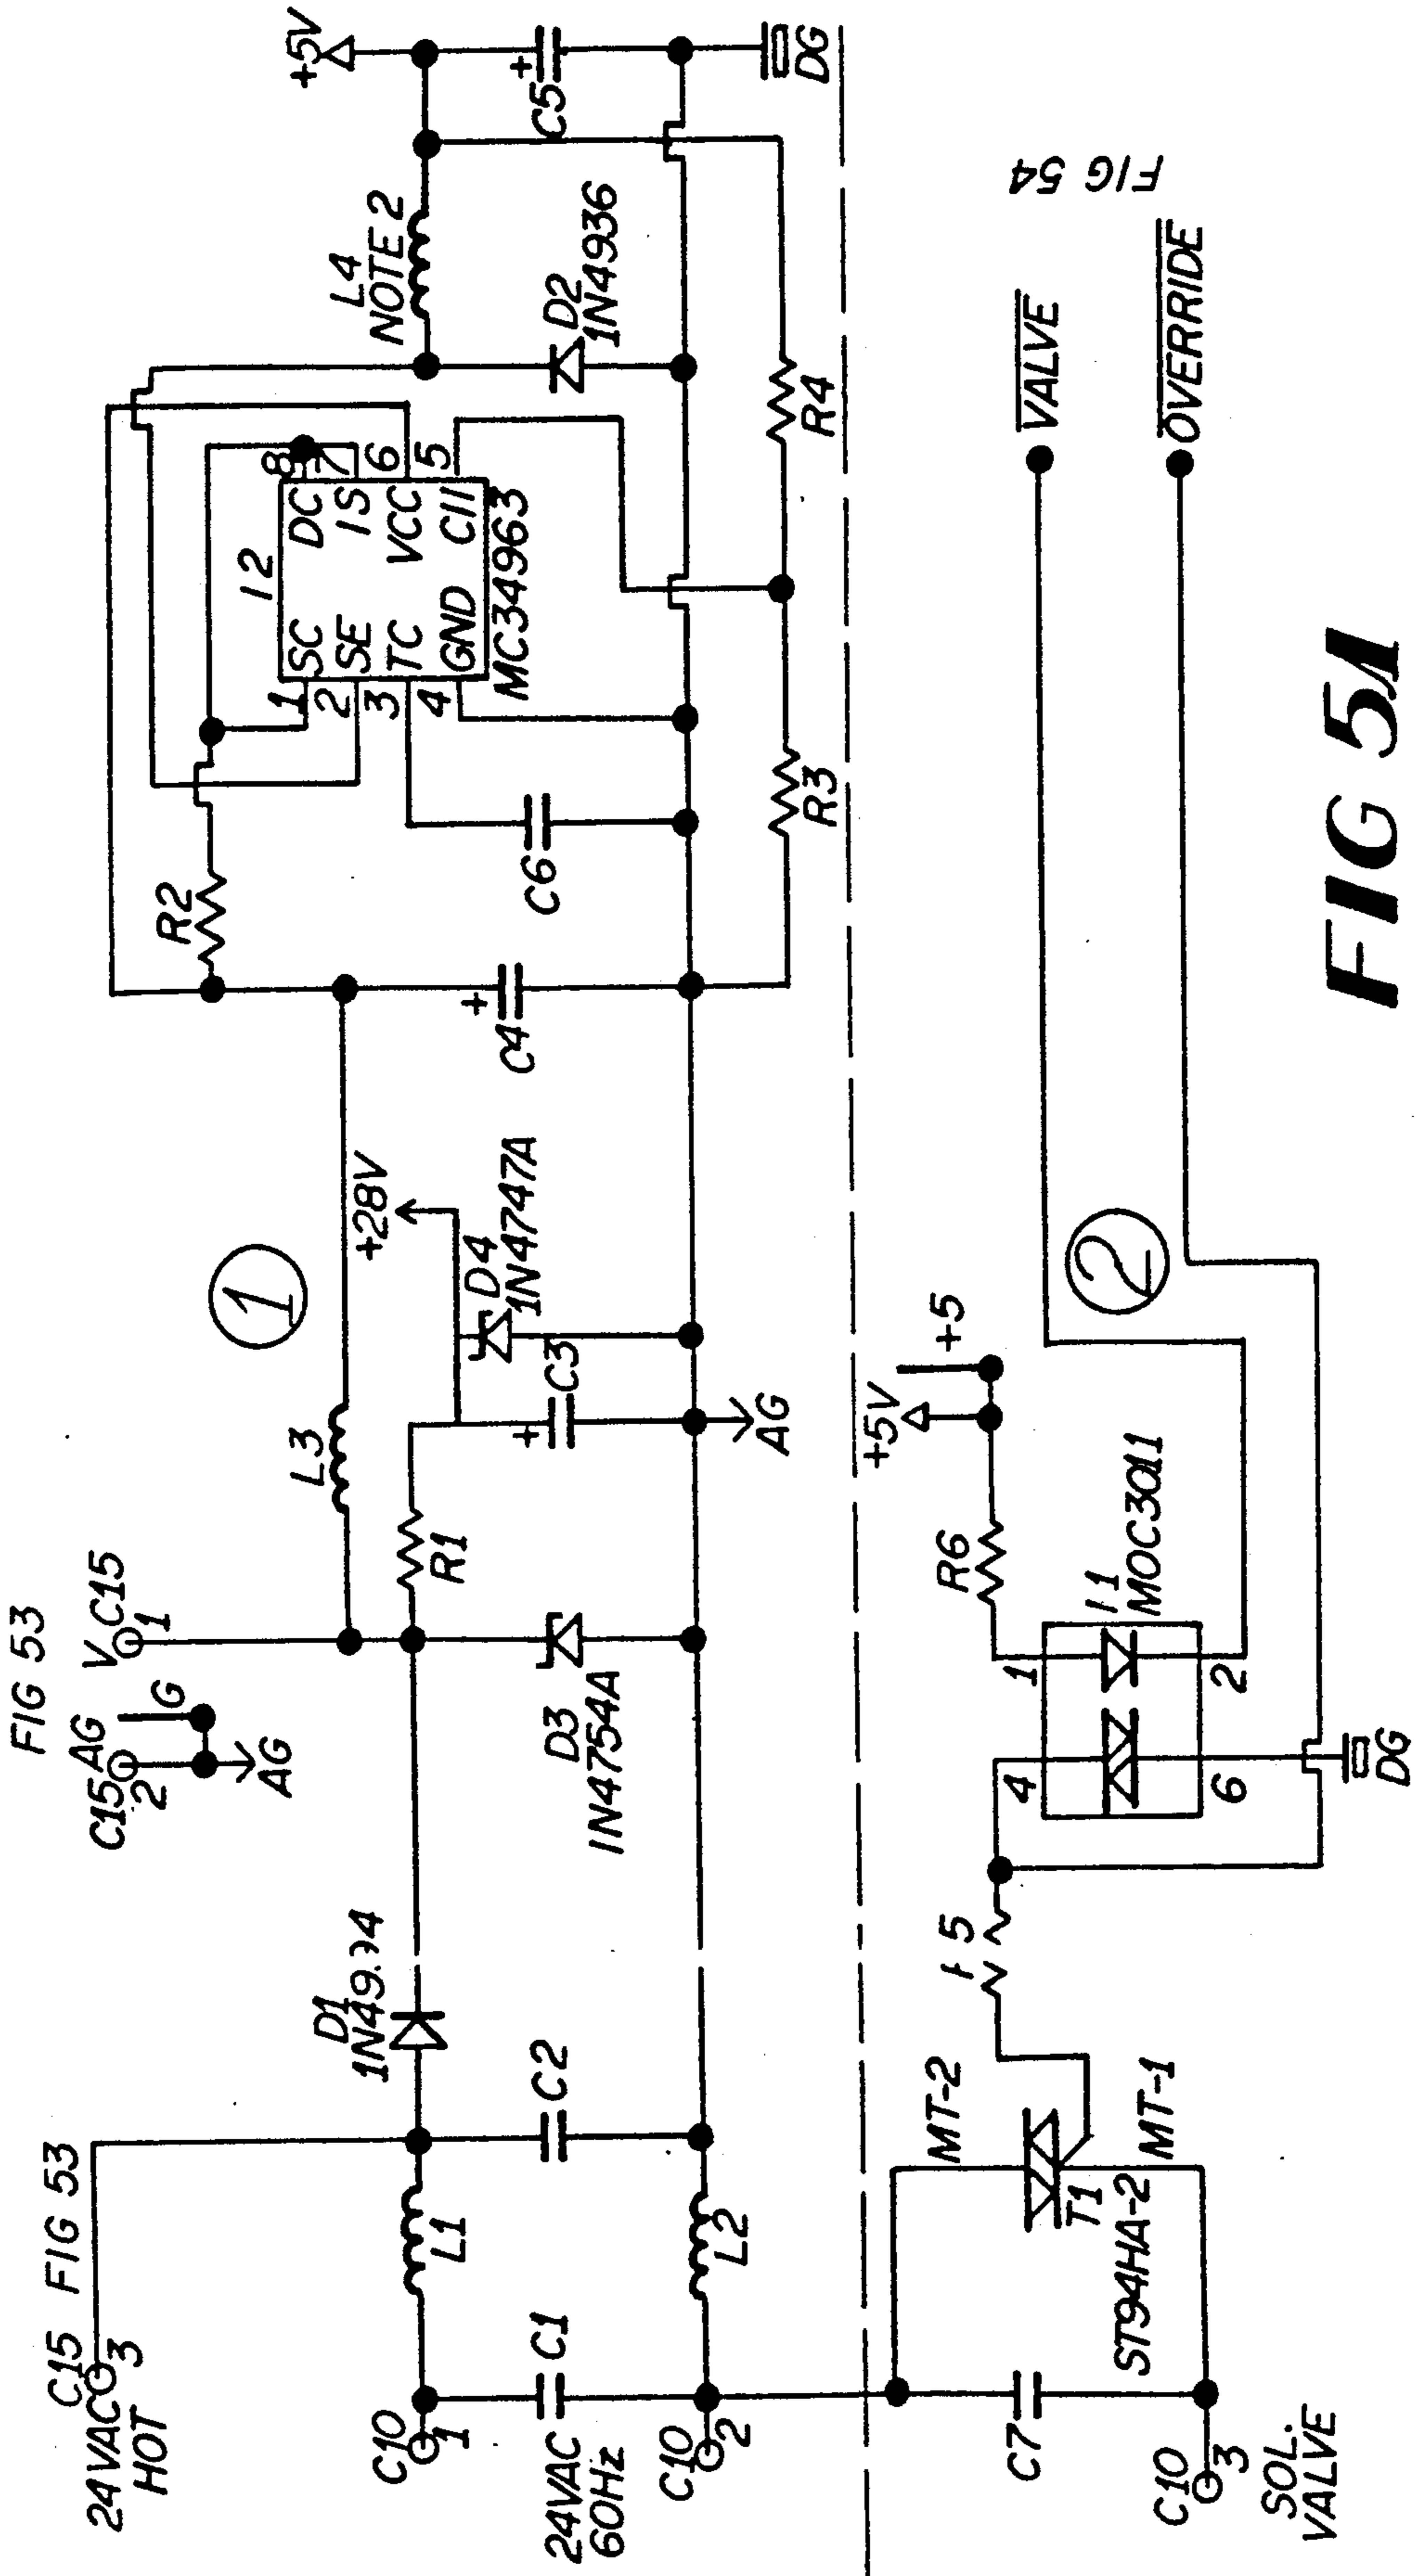 FIG 53
C15 FIG 53
24VAC
HOT
3
C15 AG
2
G
AG
V C15
1
1
L3
R1
+28V
D4
1N4747A
C3
+
AG
D3
1N4754A
D1
C2
L1
L2
C10
1
C1
24VAC
60Hz
C10
2
R2
C4
+
C6
I2
1 SC
2 SE
3 TC
4 GND
DC 8
IS 7
VCC 6
CII 5
MC34963
R3
R4
L4
NOTE 2
D2
1N4936
+5V
C5
+
DG
FIG 54
VALVE
OVERRIDE
2
+5V
+5
R6
I1
MOC3011
1
2
4
6
DG
5
MT-2
MT-1
T1
ST94HA-2
C7
C10
3
SOL.
VALVE
FIG 51